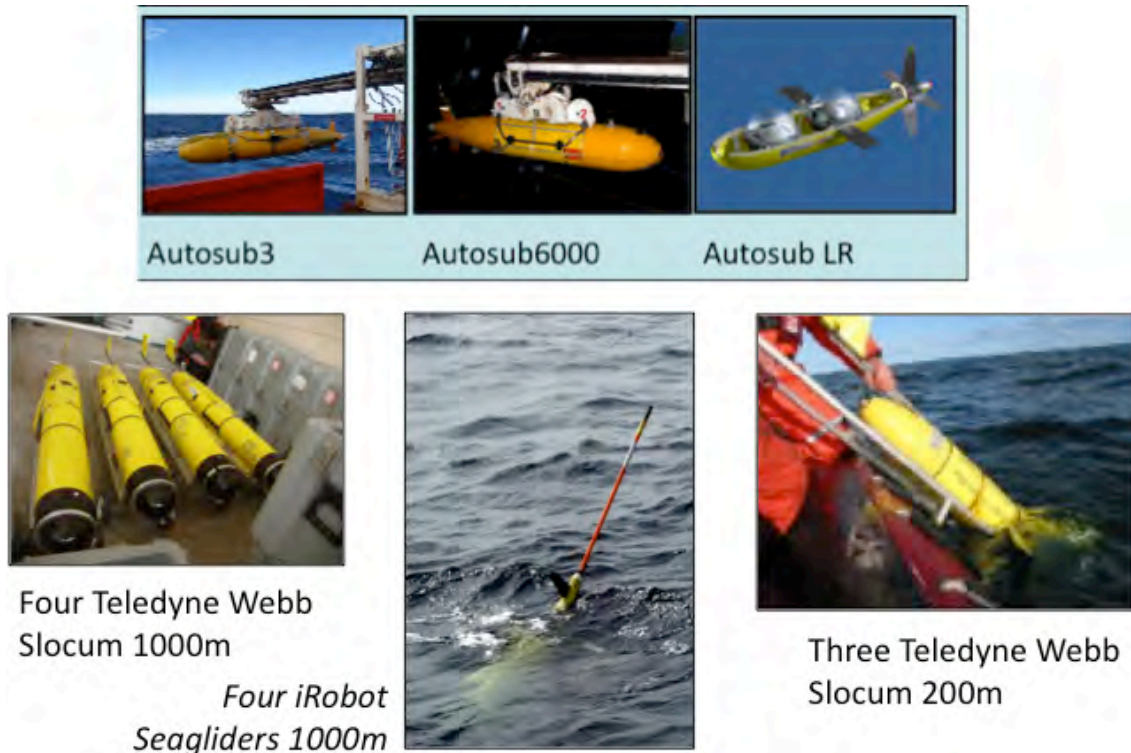 Autosub3
Autosub6000
Autosub LR
Four Teledyne Webb
Slocum 1000m
Four iRobot
Seagliders 1000m
Three Teledyne Webb
Slocum 200m